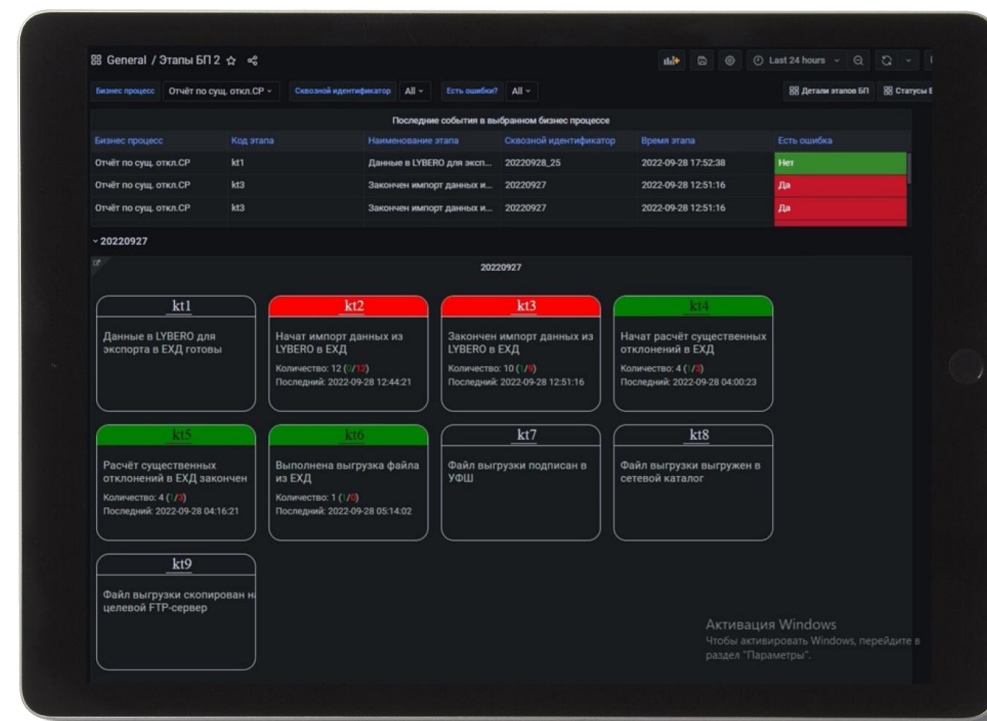 General / Этапы БП 2
Last 24 hours
Бизнес процесс Отчёт по сущ. откл.СР Сквозной идентификатор All Есть ошибки? All Детали этапов БП Статусы
Последние события в выбранном бизнес процессе
Бизнес процесс Код этапа Наименование этапа Сквозной идентификатор Время этапа Есть ошибка
Отчёт по сущ. откл.СР kt1 Данные в LYBERO для эксп... 20220928_25 2022-09-28 17:52:38 Нет
Отчёт по сущ. откл.СР kt3 Закончен импорт данных и... 20220927 2022-09-28 12:51:16 Да
Отчёт по сущ. откл.СР kt3 Закончен импорт данных и... 20220927 2022-09-28 12:51:16 Да
20220927
20220927
kt1
Данные в LYBERO для
экспорта в ЕХД готовы
kt2
Начат импорт данных из
LYBERO в ЕХД
Количество: 12 (0/12)
Последний: 2022-09-28 12:44:21
kt3
Закончен импорт данных из
LYBERO в ЕХД
Количество: 10 (1/9)
Последний: 2022-09-28 12:51:16
kt4
Начат расчёт существенных
отклонений в ЕХД
Количество: 4 (1/3)
Последний: 2022-09-28 04:00:23
kt5
Расчёт существенных
отклонений в ЕХД закончен
Количество: 4 (1/3)
Последний: 2022-09-28 04:16:21
kt6
Выполнена выгрузка файла
из ЕХД
Количество: 1 (1/0)
Последний: 2022-09-28 05:14:02
kt7
Файл выгрузки подписан в
УФШ
kt8
Файл выгрузки выгружен в
сетевой каталог
kt9
Файл выгрузки скопирован
целевой FTP-сервер
Активация Windows
Чтобы активировать Windows, перейдите в
раздел "Параметры".